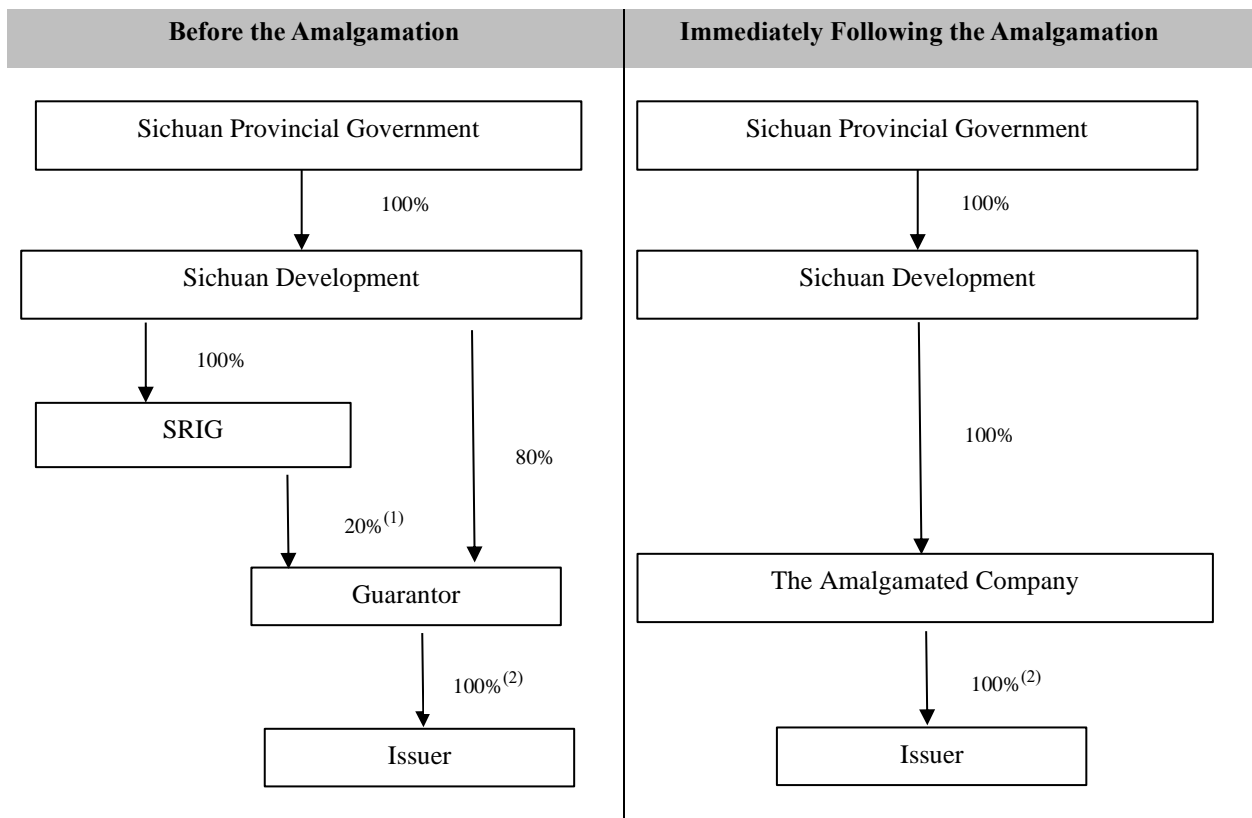 Before the Amalgamation
Sichuan Provincial Government
100%
Sichuan Development
100%
80%
SRIG
20%(1)
Guarantor
100%(2)
Issuer
Immediately Following the Amalgamation
Sichuan Provincial Government
100%
Sichuan Development
100%
The Amalgamated Company
100%(2)
Issuer